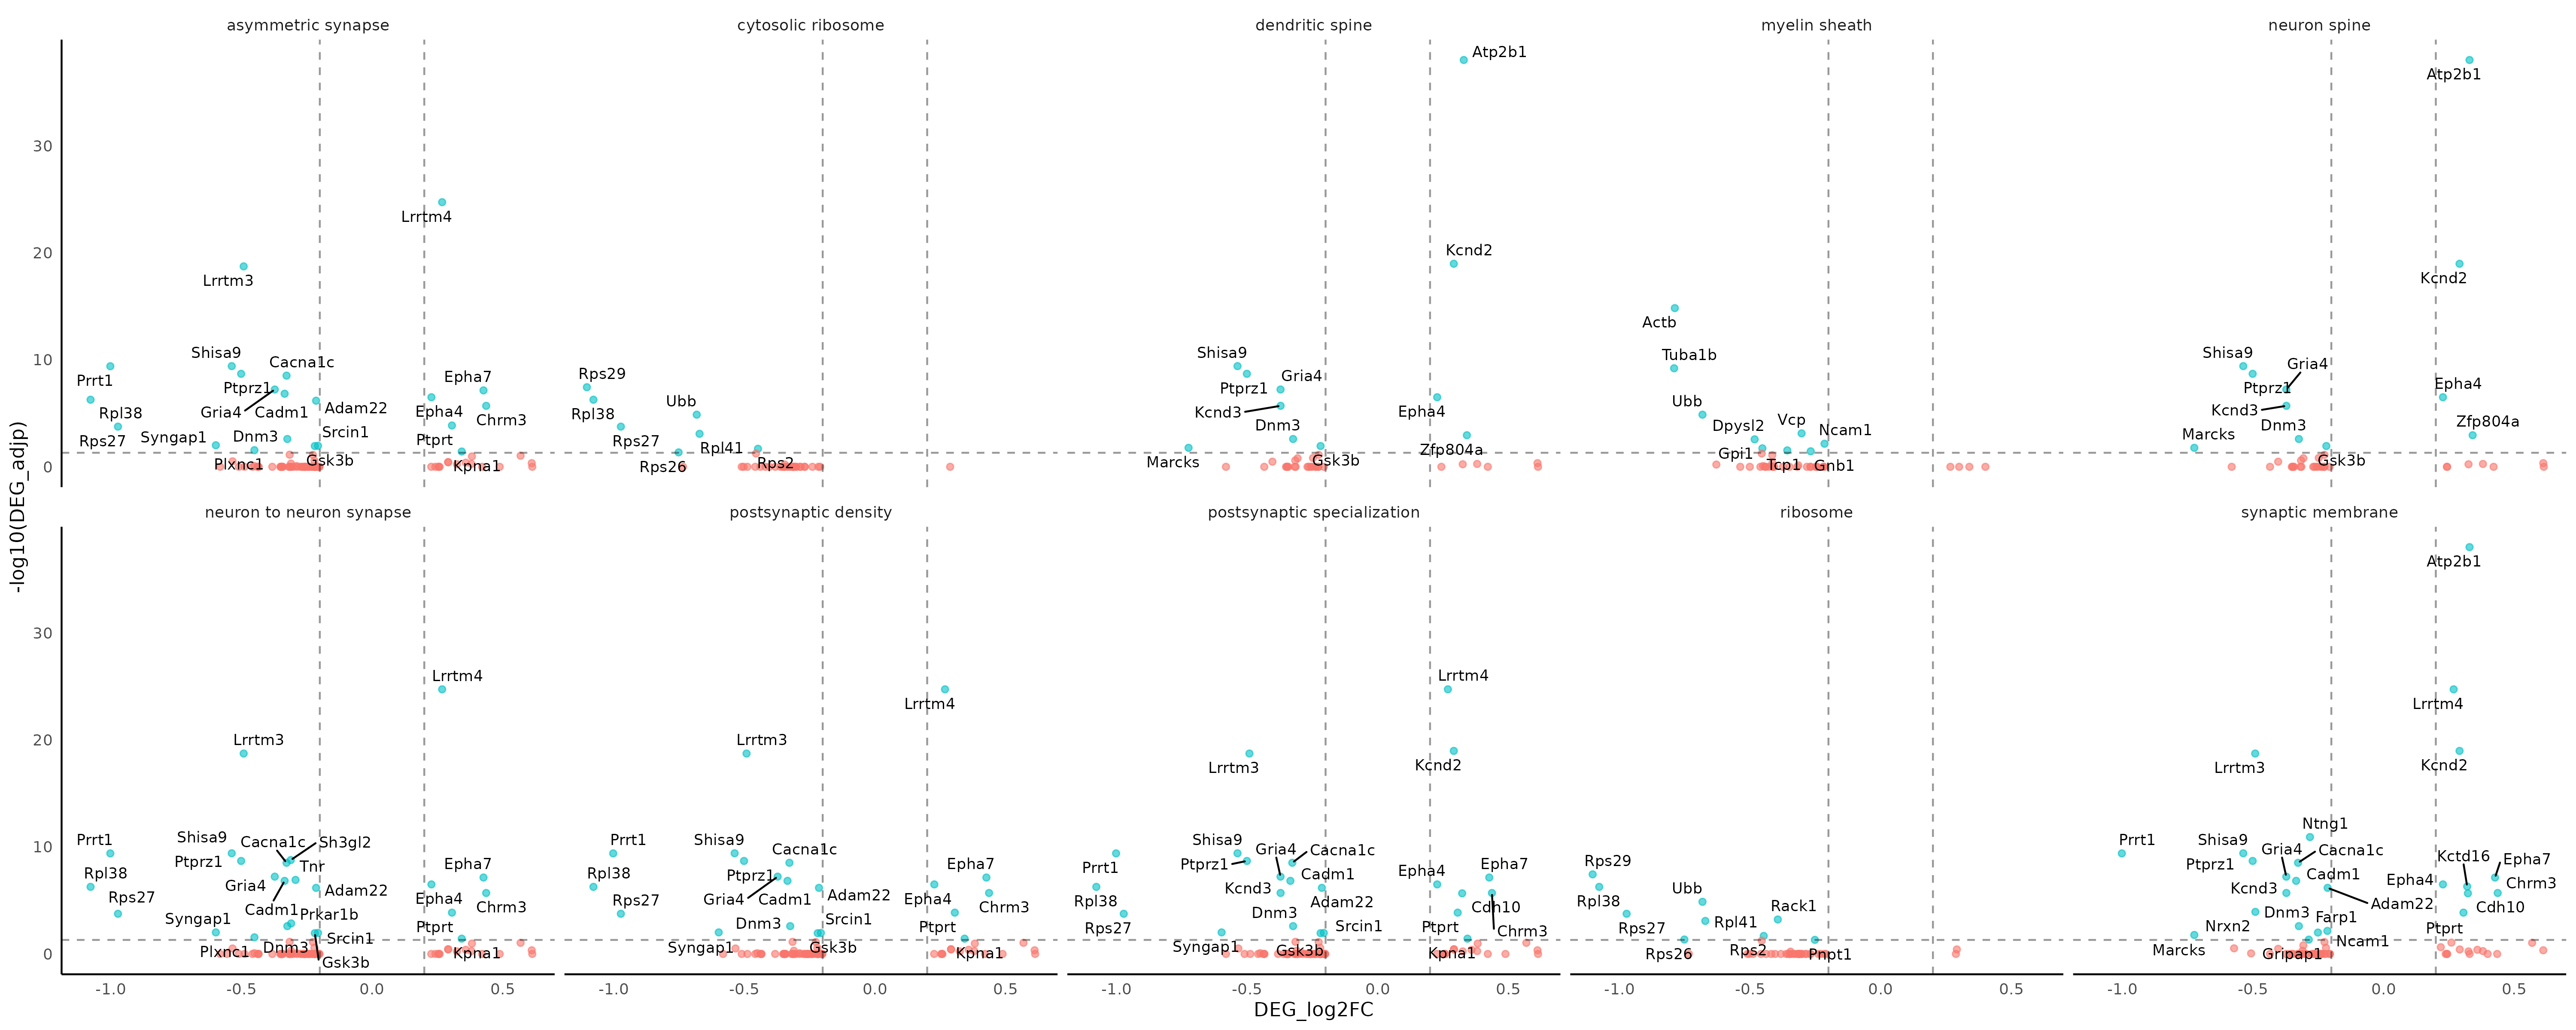 asymmetric synapse
cytosolic ribosome
dendritic spine
myelin sheath
neuron spine
-log10(DEG_adjp)
30
20
10
0
Lrrtm4
Lrrtm3
Shisa9
Cacna1c
Prrt1
Ptprz1
Epha7
Rpl38
Gria4
Cadm1
Adam22
Epha4
Chrm3
Rps27
Syngap1
Dnm3
Srcin1
Ptprt
Plxnc1
Gsk3b
Kpna1
Rps29
Rpl38
Ubb
Rps27
Rpl41
Rps26
Rps2
Atp2b1
Kcnd2
Shisa9
Ptprz1
Gria4
Kcnd3
Epha4
Dnm3
Marcks
Gsk3b
Zfp804a
Actb
Tuba1b
Ubb
Dpysl2
Vcp
Ncam1
Gpi1
Tcp1
Gnb1
Atp2b1
Kcnd2
Shisa9
Gria4
Ptprz1
Epha4
Kcnd3
Dnm3
Zfp804a
Marcks
Gsk3b
neuron to neuron synapse
postsynaptic density
postsynaptic specialization
ribosome
synaptic membrane
30
20
10
0
Lrrtm4
Lrrtm3
Prrt1
Shisa9
Cacna1c
Sh3gl2
Ptprz1
Tnr
Epha7
Rpl38
Gria4
Adam22
Epha4
Chrm3
Rps27
Cadm1
Prkar1b
Syngap1
Ptprt
Srcin1
Plxnc1
Dnm3
Kpna1
Gsk3b
Lrrtm4
Lrrtm3
Prrt1
Shisa9
Cacna1c
Rpl38
Ptprz1
Epha7
Rps27
Gria4
Cadm1
Adam22
Epha4
Chrm3
Dnm3
Srcin1
Ptprt
Syngap1
Gsk3b
Kpna1
Lrrtm4
Kcnd2
Lrrtm3
Shisa9
Gria4
Cacna1c
Prrt1
Ptprz1
Cadm1
Epha4
Epha7
Rpl38
Kcnd3
Adam22
Rps27
Dnm3
Cdh10
Srcin1
Ptprt
Chrm3
Syngap1
Gsk3b
Kpna1
Rps29
Rpl38
Ubb
Rps27
Rpl41
Rack1
Rps26
Rps2
Pnpt1
Atp2b1
Lrrtm4
Kcnd2
Lrrtm3
Ntng1
Prrt1
Shisa9
Gria4
Cacna1c
Kctd16
Epha7
Ptprz1
Cadm1
Epha4
Chrm3
Kcnd3
Adam22
Cdh10
Nrxn2
Dnm3
Farp1
Ptprt
Marcks
Gripap1
Ncam1
-1.0 -0.5 0.0 0.5
-1.0 -0.5 0.0 0.5
-1.0 -0.5 0.0 0.5
-1.0 -0.5 0.0 0.5
-1.0 -0.5 0.0 0.5
DEG_log2FC